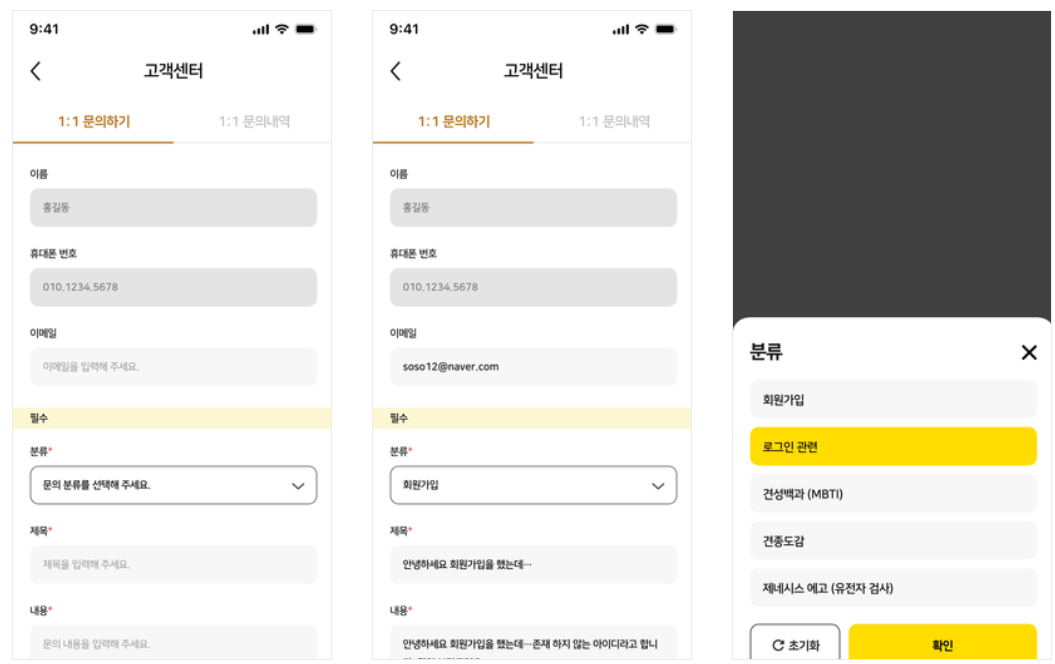 9:41
고객센터
1:1 문의하기 1:1 문의내역
이름
홍길동
휴대폰 번호
010.1234.5678
이메일
이메일을 입력해 주세요.
필수
분류*
문의 분류를 선택해 주세요.
제목*
제목을 입력해 주세요.
내용*
문의 내용을 입력해 주세요.
9:41
고객센터
1:1 문의하기 1:1 문의내역
이름
홍길동
휴대폰 번호
010.1234.5678
이메일
soso12@naver.com
필수
분류*
회원가입
제목*
안녕하세요 회원가입을 했는데…
내용*
안녕하세요 회원가입을 했는데…존재 하지 않는 아이디라고 합니
분류
회원가입
로그인 관련
견성백과 (MBTI)
견종도감
제네시스 에고 (유전자 검사)
초기화 확인